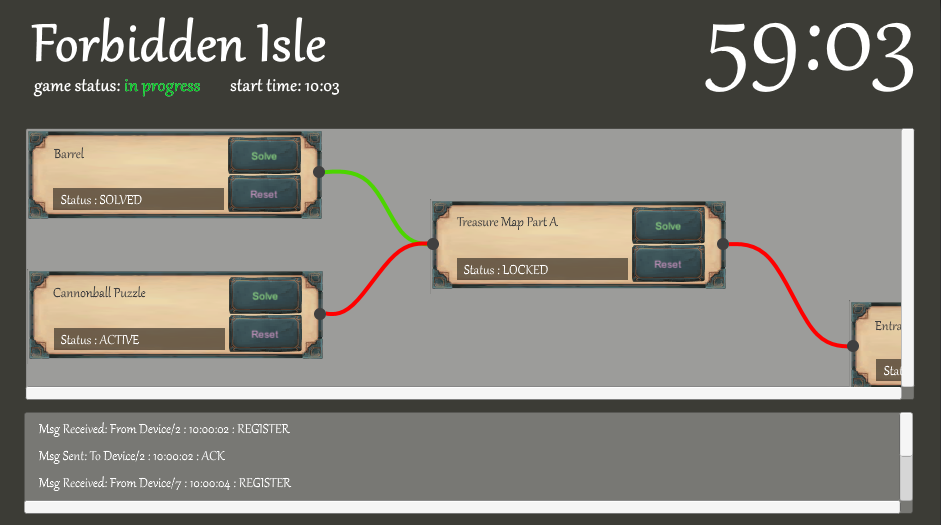 Forbidden Isle
59:03
game status: in progress start time: 10:03
Barrel
Solve
Status : SOLVED
Reset
Treasure Map Part A
Solve
Status : LOCKED
Reset
Cannonball Puzzle
Solve
Status : ACTIVE
Reset
Entra
Stat
Msg Received: From Device/2 : 10:00:02 : REGISTER
Msg Sent: To Device/2 : 10:00:02 : ACK
Msg Received: From Device/7 : 10:00:04 : REGISTER